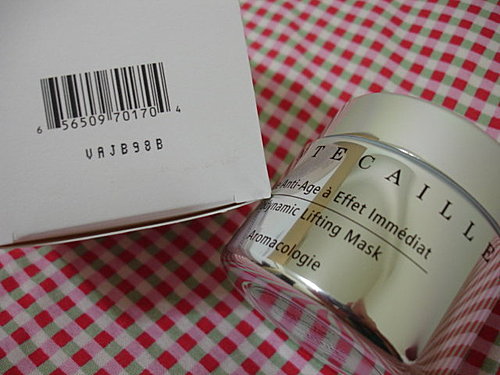 6 56509 70170 4
VAJB98B
TECAILLE
Anti-Age à Effet Immédiat
Dynamic Lifting Mask
Aromacologie